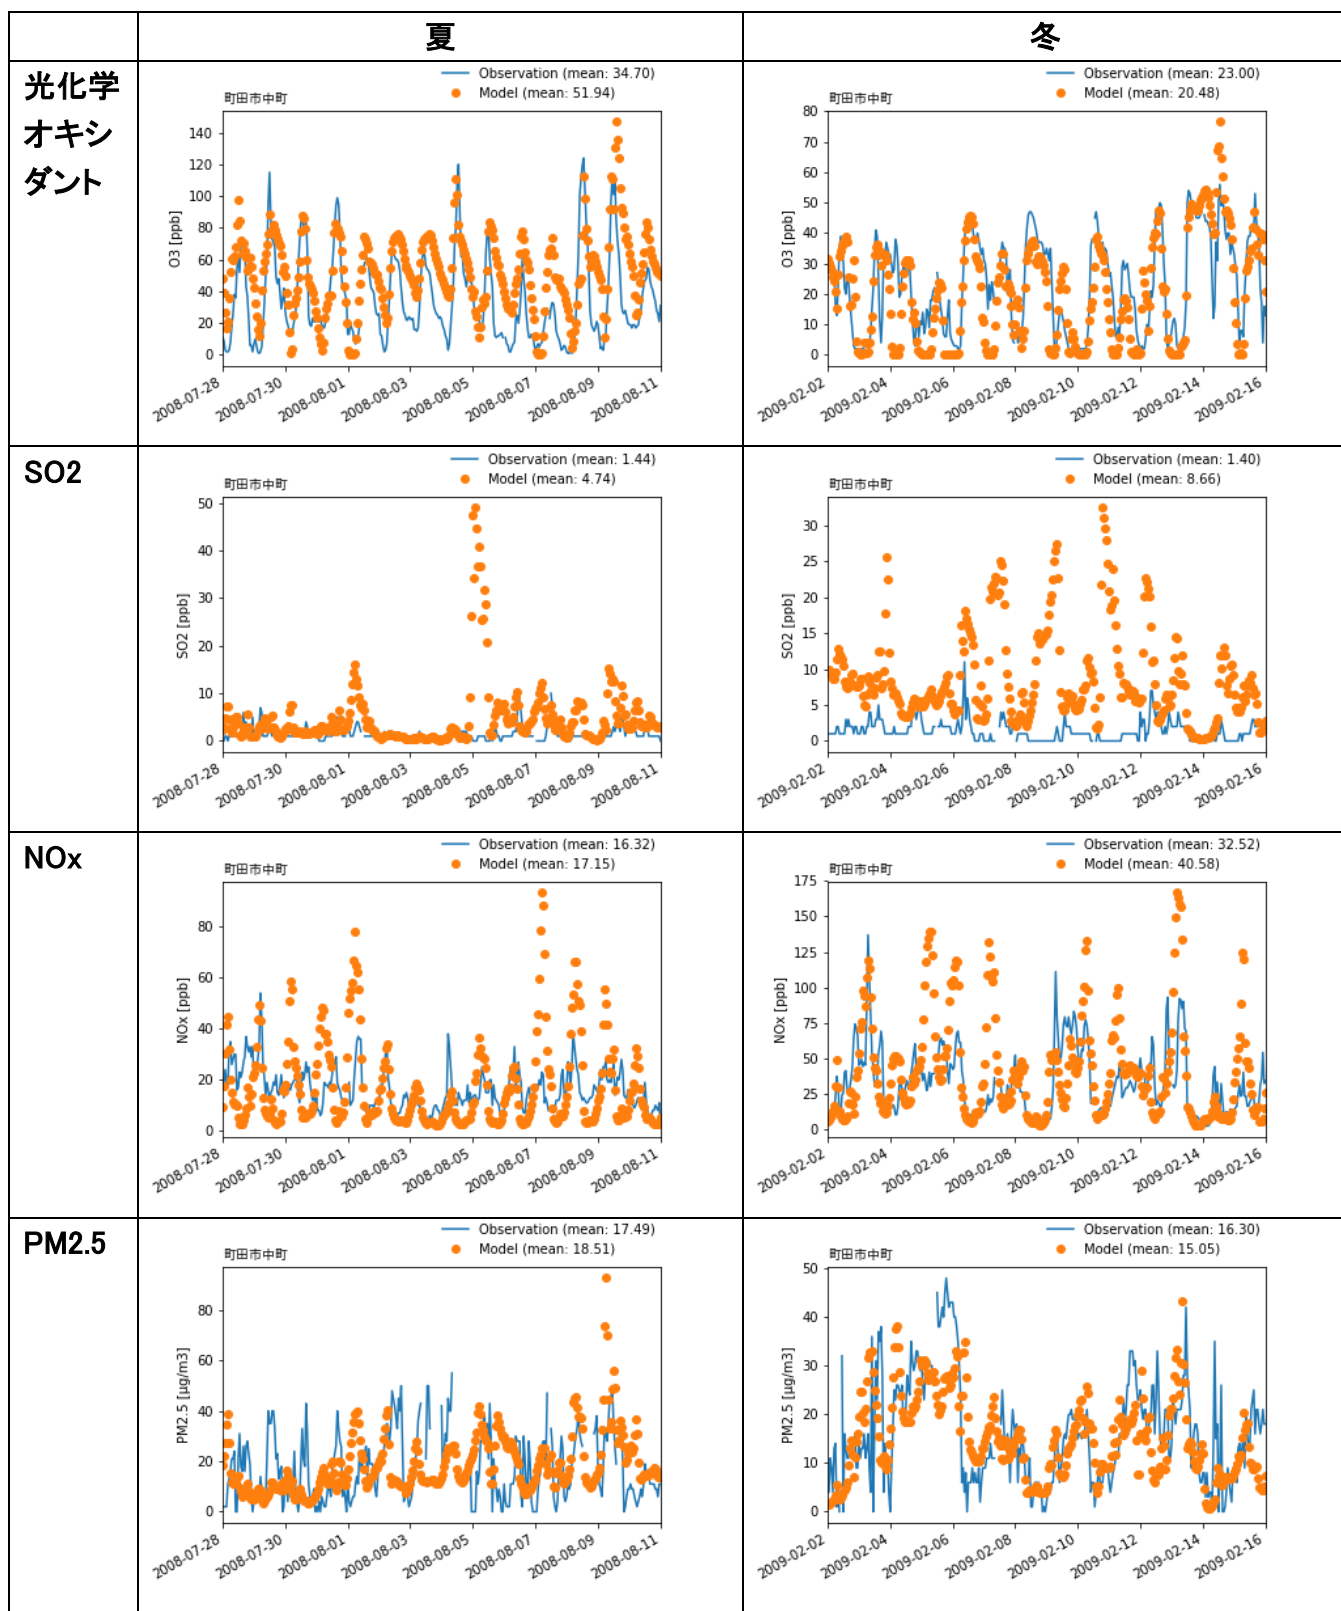 夏
冬
光化学
オキシ
ダント
Observation (mean: 34.70)
Model (mean: 51.94)
町田市中町
O3 [ppb]
140
120
100
80
60
40
20
0
2008-07-28
2008-07-30
2008-08-01
2008-08-03
2008-08-05
2008-08-07
2008-08-09
2008-08-11
Observation (mean: 23.00)
Model (mean: 20.48)
町田市中町
O3 [ppb]
80
70
60
50
40
30
20
10
0
2009-02-02
2009-02-04
2009-02-06
2009-02-08
2009-02-10
2009-02-12
2009-02-14
2009-02-16
SO2
Observation (mean: 1.44)
Model (mean: 4.74)
町田市中町
SO2 [ppb]
50
40
30
20
10
0
2008-07-28
2008-07-30
2008-08-01
2008-08-03
2008-08-05
2008-08-07
2008-08-09
2008-08-11
Observation (mean: 1.40)
Model (mean: 8.66)
町田市中町
SO2 [ppb]
30
25
20
15
10
5
0
2009-02-02
2009-02-04
2009-02-06
2009-02-08
2009-02-10
2009-02-12
2009-02-14
2009-02-16
NOx
Observation (mean: 16.32)
Model (mean: 17.15)
町田市中町
NOx [ppb]
80
60
40
20
0
2008-07-28
2008-07-30
2008-08-01
2008-08-03
2008-08-05
2008-08-07
2008-08-09
2008-08-11
Observation (mean: 32.52)
Model (mean: 40.58)
町田市中町
NOx [ppb]
175
150
125
100
75
50
25
0
2009-02-02
2009-02-04
2009-02-06
2009-02-08
2009-02-10
2009-02-12
2009-02-14
2009-02-16
PM2.5
Observation (mean: 17.49)
Model (mean: 18.51)
町田市中町
PM2.5 [μg/m3]
80
60
40
20
0
2008-07-28
2008-07-30
2008-08-01
2008-08-03
2008-08-05
2008-08-07
2008-08-09
2008-08-11
Observation (mean: 16.30)
Model (mean: 15.05)
町田市中町
PM2.5 [μg/m3]
50
40
30
20
10
0
2009-02-02
2009-02-04
2009-02-06
2009-02-08
2009-02-10
2009-02-12
2009-02-14
2009-02-16